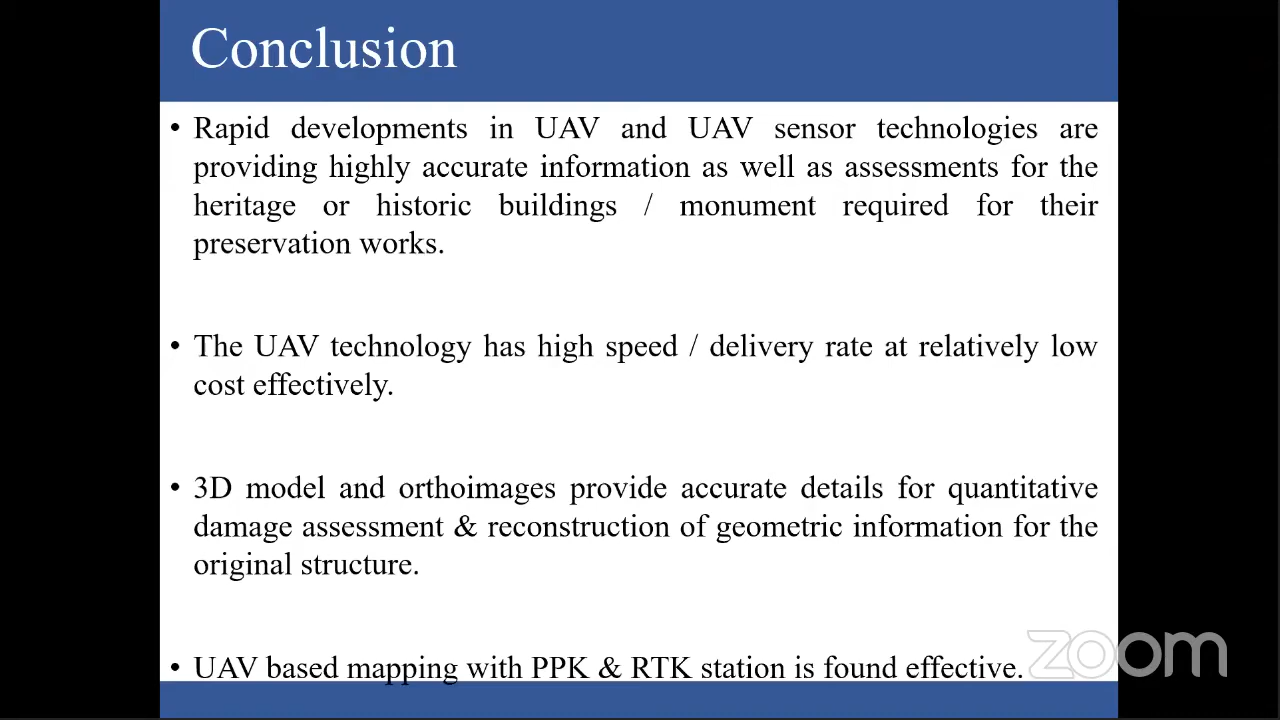 Conclusion
• Rapid developments in UAV and UAV sensor technologies are
providing highly accurate information as well as assessments for the
heritage or historic buildings / monument required for their
preservation works.
• The UAV technology has high speed / delivery rate at relatively low
cost effectively.
• 3D model and orthoimages provide accurate details for quantitative
damage assessment & reconstruction of geometric information for the
original structure.
• UAV based mapping with PPK & RTK station is found effective.
zoom